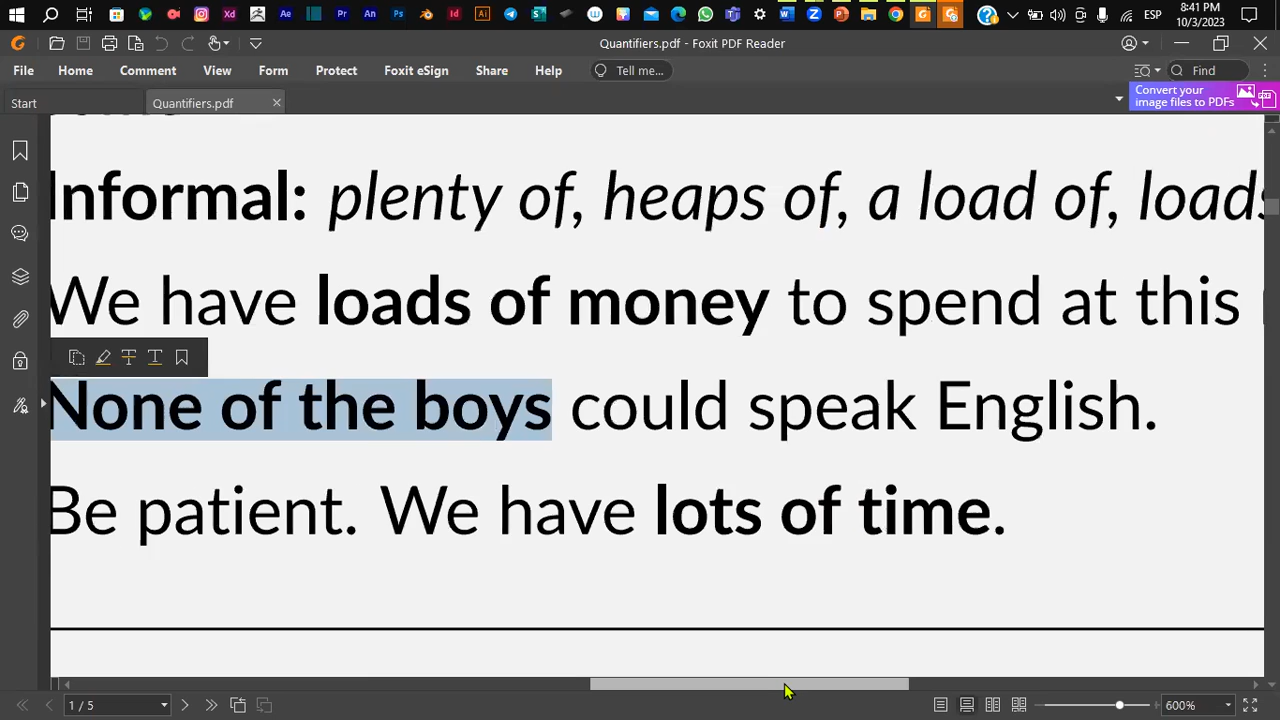 8:41 PM
ESP
10/3/2023
Quantifiers.pdf - Foxit PDF Reader
File Home Comment View Form Protect Foxit eSign Share Help Tell me... Find
Start Quantifiers.pdf
Convert your
image files to PDFs
Informal: plenty of, heaps of, a load of, loads
We have loads of money to spend at this
None of the boys could speak English.
Be patient. We have lots of time.
1 / 5 600%